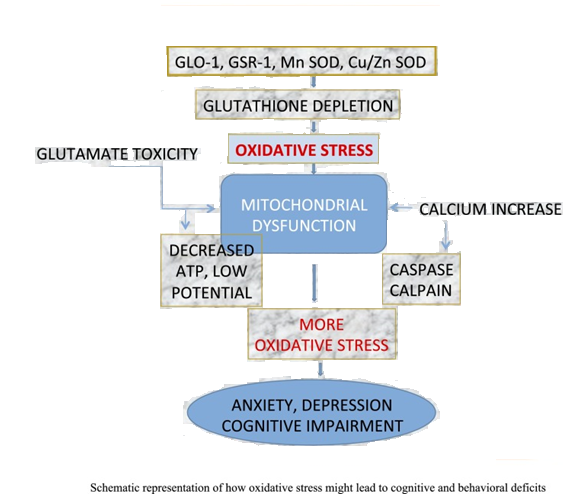 GLO-1, GSR-1, Mn SOD, Cu/Zn SOD
GLUTATHIONE DEPLETION
OXIDATIVE STRESS
GLUTAMATE TOXICITY
MITOCHONDRIAL
DYSFUNCTION
CALCIUM INCREASE
DECREASED
ATP, LOW
POTENTIAL
CASPASE
CALPAIN
MORE
OXIDATIVE STRESS
ANXIETY, DEPRESSION
COGNITIVE IMPAIRMENT
Schematic representation of how oxidative stress might lead to cognitive and behavioral deficits